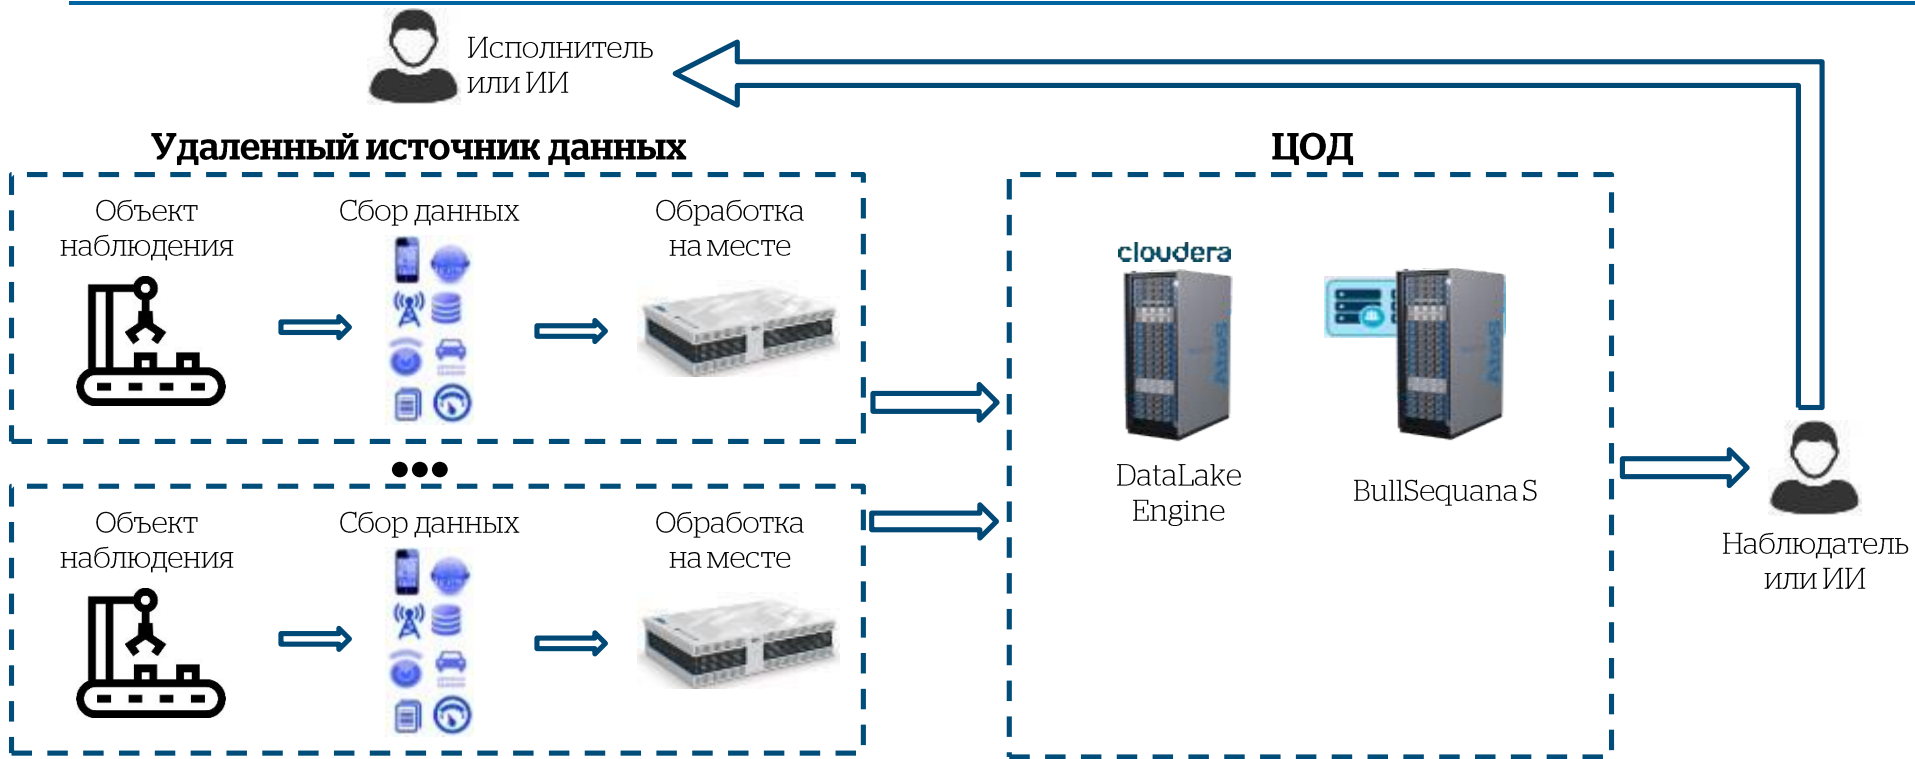 Исполнитель
или ИИ
Удаленный источник данных
ЦОД
Объект
наблюдения
Сбор данных
Обработка
на месте
cloudera
Atos
DataLake
Engine
BullSequana S
Объект
наблюдения
Сбор данных
Обработка
на месте
Наблюдатель
или ИИ